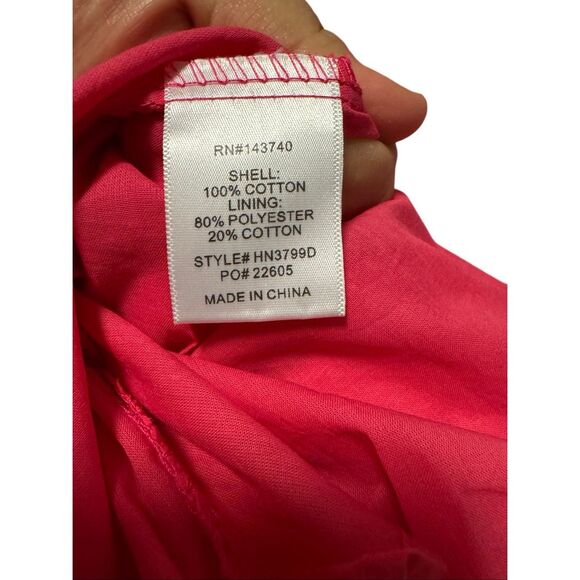 RN#143740
SHELL:
100% COTTON
LINING:
80% POLYESTER
20% COTTON
STYLE# HN3799D
PO# 22605
MADE IN CHINA